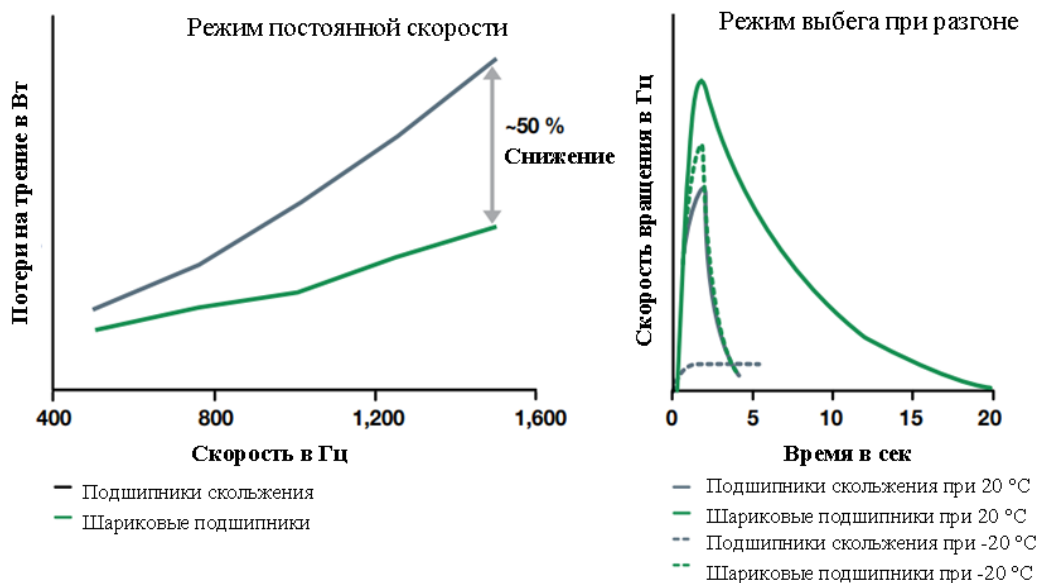 Режим постоянной скорости
Потери на трение в Вт
~50 %
Снижение
400
800
1,200
1,600
Скорость в Гц
Подшипники скольжения
Шариковые подшипники
Режим выбега при разгоне
Скорость вращения в Гц
0
5
10
15
20
Время в сек
Подшипники скольжения при 20 °C
Шариковые подшипники при 20 °C
Подшипники скольжения при -20 °C
Шариковые подшипники при -20 °C